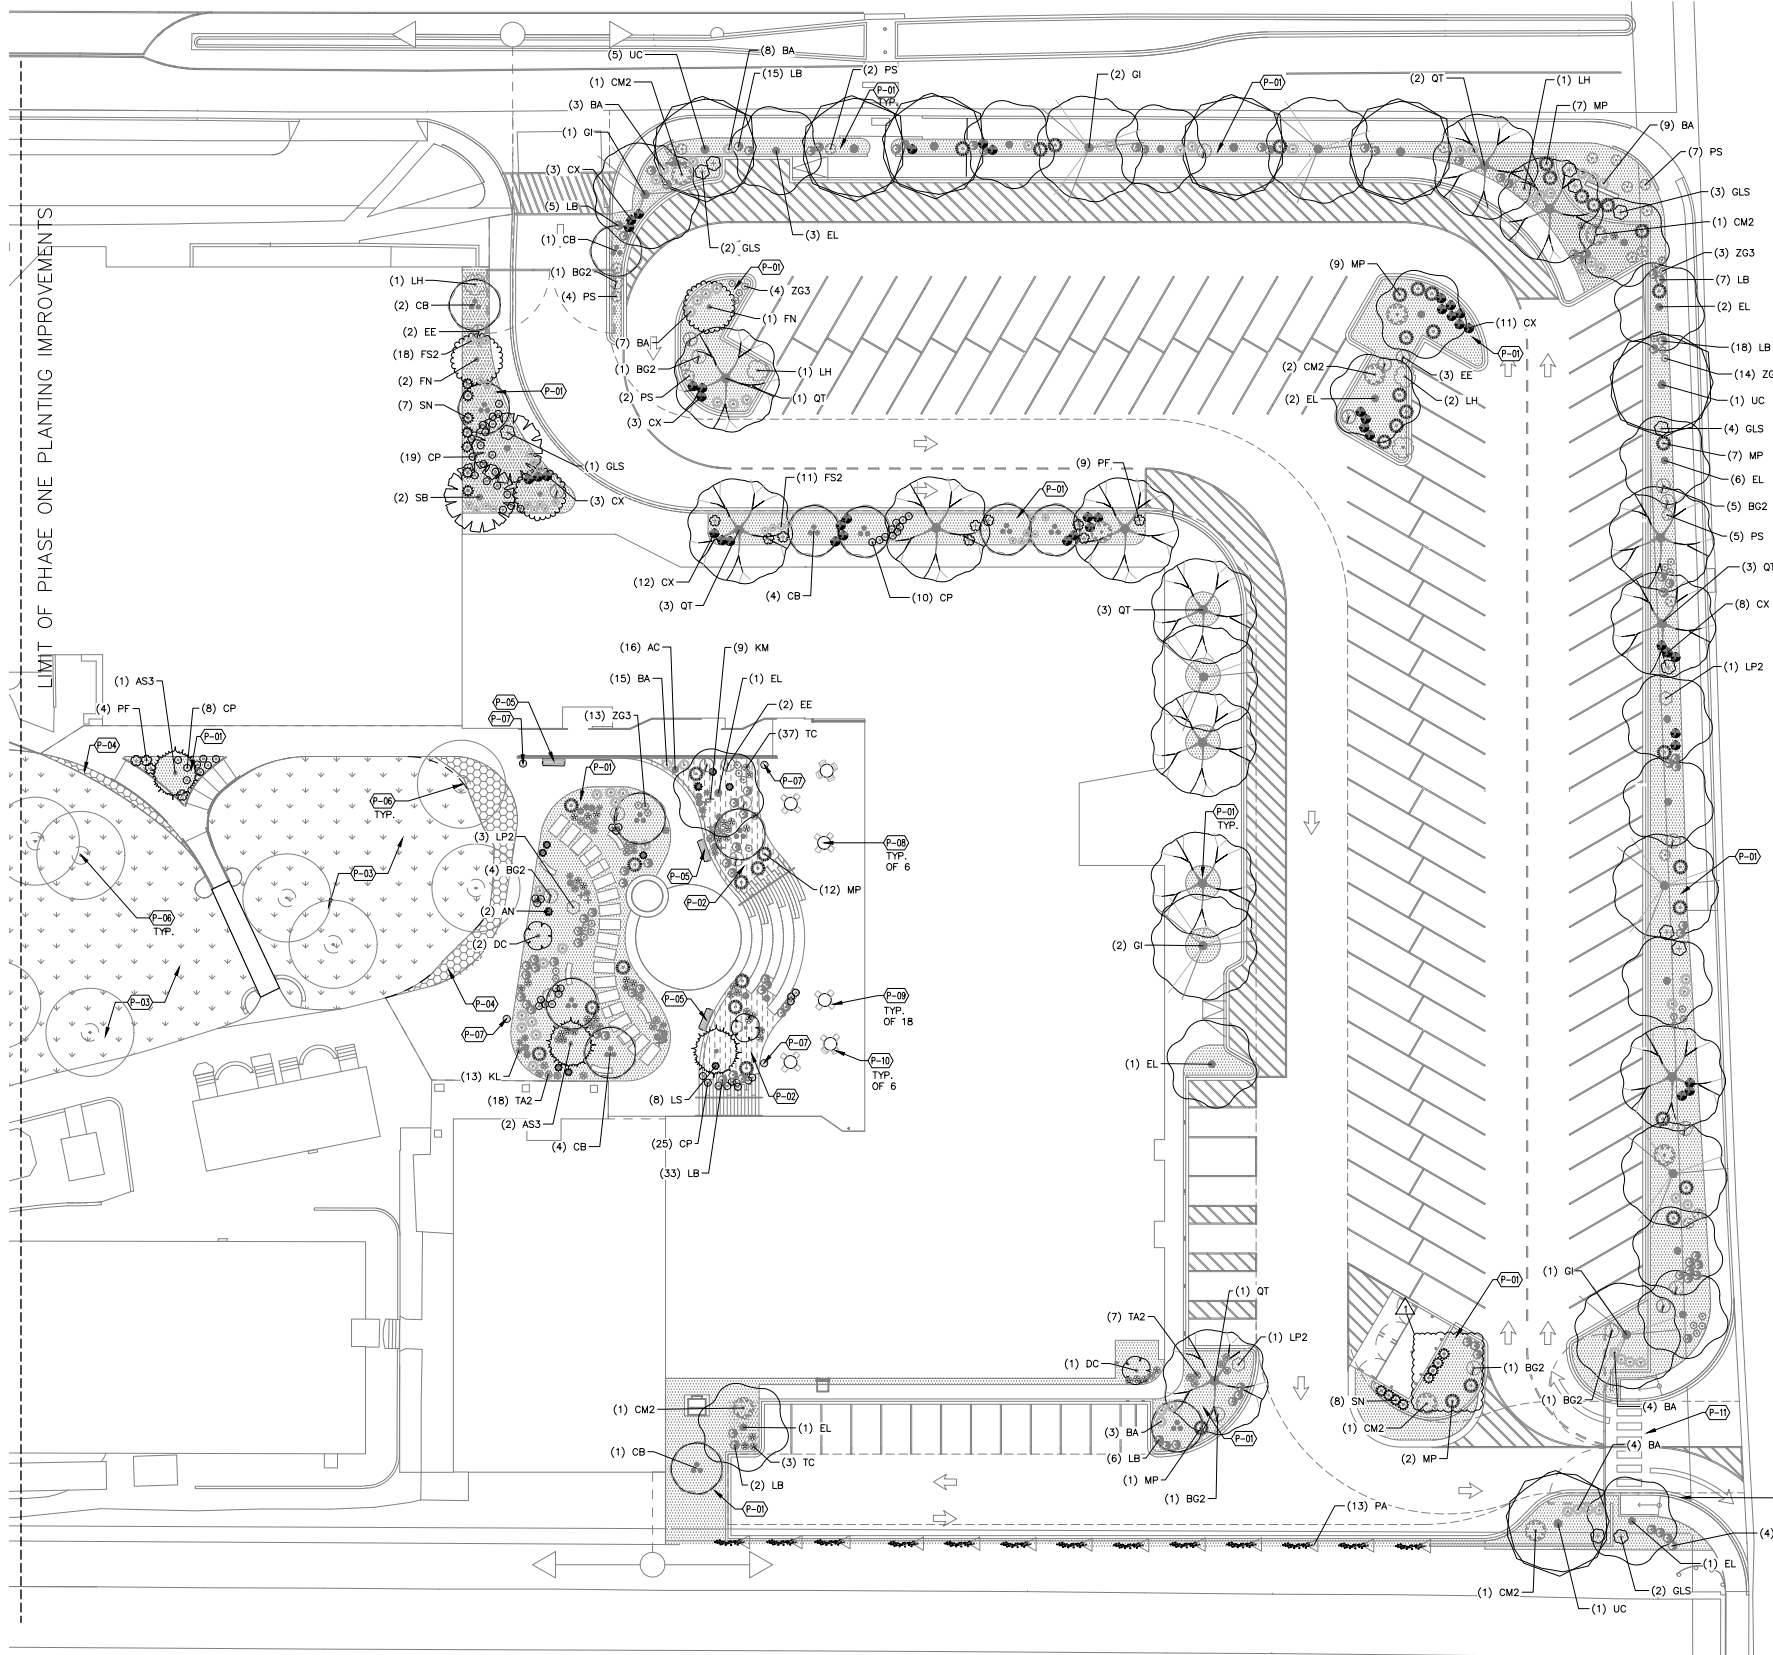 (5) UC
(8) BA
(1) CM2
(15) LB
(2) PS
P-01
TYP.
(2) GI
P-01
(2) QT
(1) LH
(7) MP
(3) BA
(1) GI
(9) BA
(7) PS
(3) CX
(3) GLS
(5) LB
(1) CM2
(1) CB
(2) GLS
(3) EL
(3) ZG3
(1) BG2
(7) LB
(4) PS
(2) EL
P-01
(4) ZG3
(1) FN
(7) BA
(1) BG2
(1) LH
(2) PS
(1) QT
(3) CX
(9) MP
(11) CX
P-01
(2) CM2
(3) EE
(2) EL
(2) LH
(18) LB
(14) ZG
(1) UC
(4) GLS
(7) MP
(6) EL
(5) BG2
(5) PS
(3) QT
(8) CX
(1) LP2
LIMIT OF PHASE ONE PLANTING IMPROVEMENTS
(1) LH
(2) CB
(2) EE
(18) FS2
(2) FN
P-01
(7) SN
(19) CP
(1) GLS
(2) SB
(3) CX
(11) FS2
(9) PF
P-01
(12) CX
(3) QT
(4) CB
(10) CP
(3) QT
(16) AC
(9) KM
(15) BA
(1) EL
(2) EE
(13) ZG3
(37) TC
P-05
P-07
(1) AS3
(4) PF
(8) CP
P-01
P-04
P-01
P-07
P-06
TYP.
(3) LP2
P-08
TYP.
OF 6
P-01
TYP.
P-01
(4) BG2
P-03
P-05
(12) MP
P-02
(2) AN
P-06
TYP.
(2) DC
(2) GI
P-03
P-04
P-05
P-09
TYP.
OF 18
P-07
P-07
P-10
TYP.
OF 6
(13) KL
(1) EL
(18) TA2
(8) LS
P-02
(2) AS3
(4) CB
(25) CP
(33) LB
(1) GI
P-01
1
(1) QT
(7) TA2
(1) LP2
(1) DC
(1) BG2
(8) SN
(1) BG2
(4) BA
(1) CM2
(1) CM2
(2) MP
P-11
(1) EL
(3) BA
P-01
(4) BA
(1) CB
(3) TC
(6) LB
(1) MP
(2) LB
(1) BG2
P-01
(13) PA
(4)
(1) EL
(1) CM2
(2) GLS
(1) UC